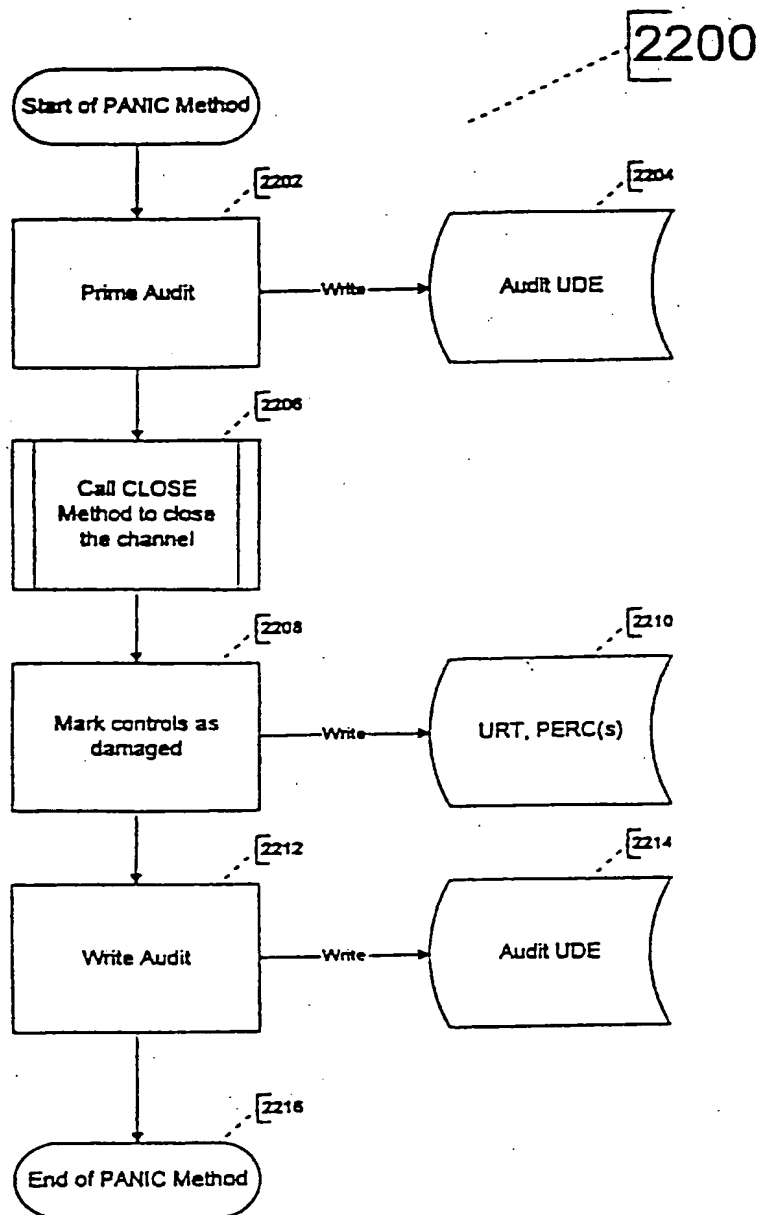 2200
Start of PANIC Method
2202
2204
Prime Audit
Write
Audit UDE
2206
Call CLOSE
Method to close
the channel
2208
2210
Mark controls as
damaged
Write
URT, PERC(s)
2212
2214
Write Audit
Write
Audit UDE
2216
End of PANIC Method